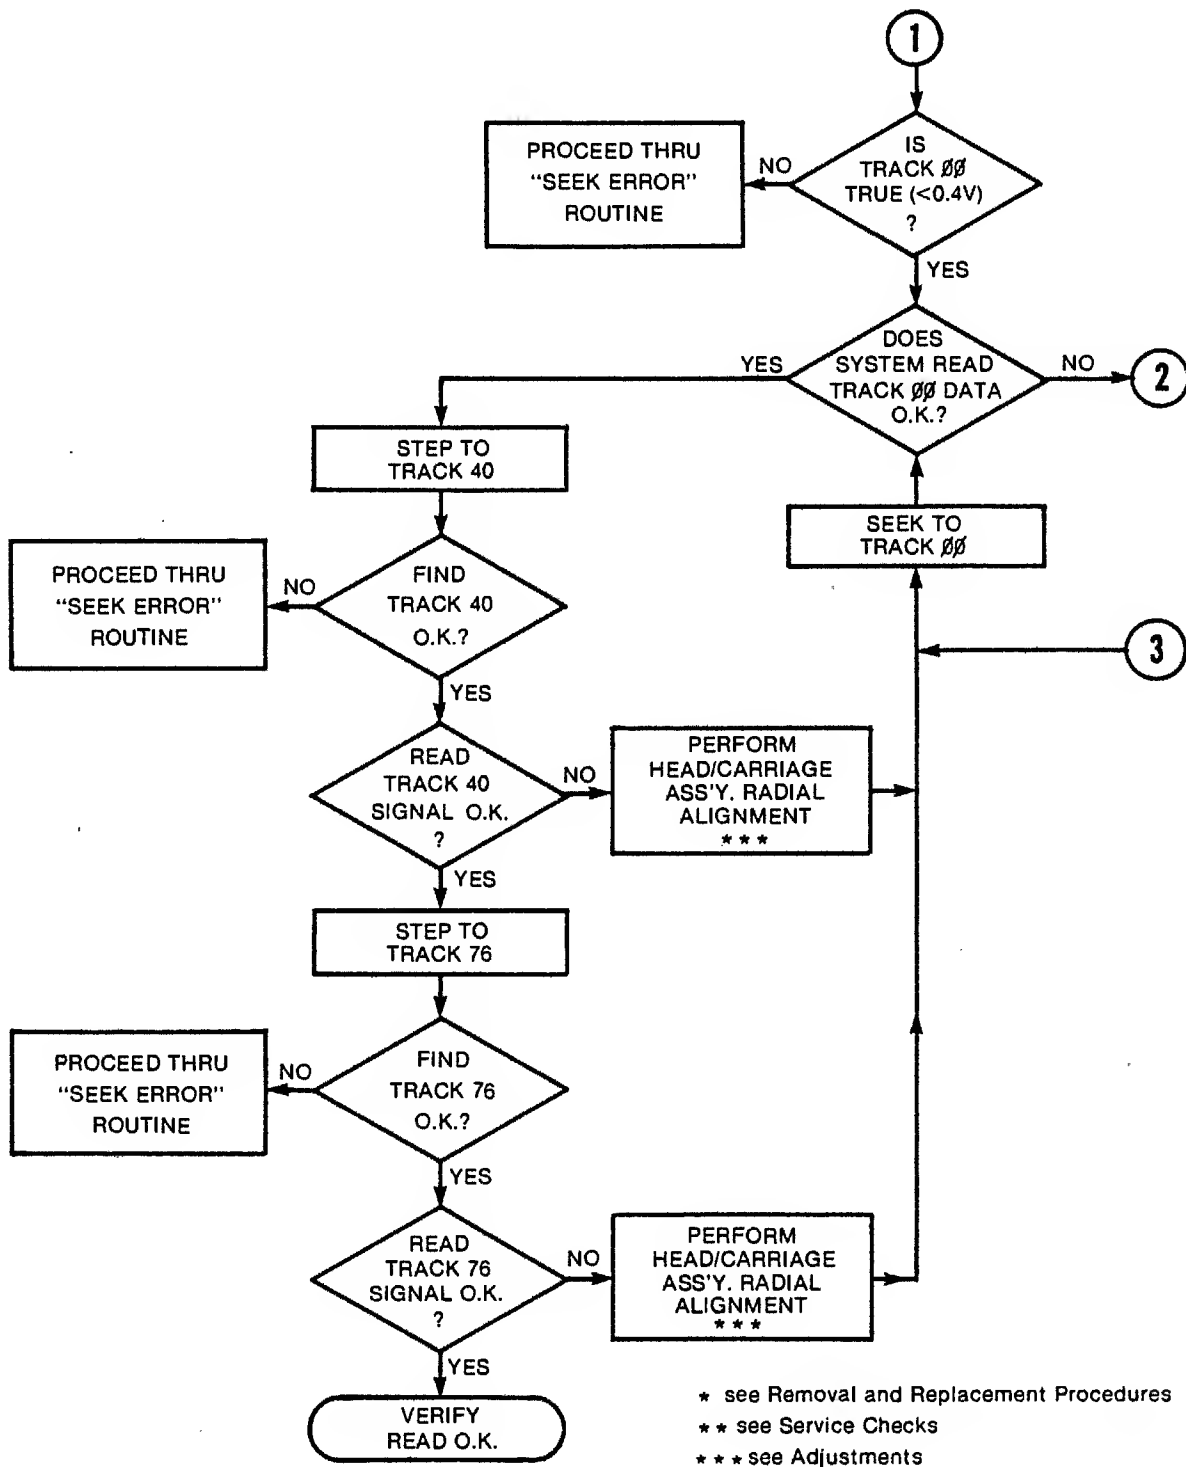 1
IS
TRACK ØØ
TRUE (<0.4V)
?
NO
PROCEED THRU
“SEEK ERROR”
ROUTINE
YES
DOES
SYSTEM READ
TRACK ØØ DATA
O.K.?
YES
NO
2
STEP TO
TRACK 40
SEEK TO
TRACK ØØ
FIND
TRACK 40
O.K.?
NO
PROCEED THRU
“SEEK ERROR”
ROUTINE
3
YES
READ
TRACK 40
SIGNAL O.K.
?
NO
PERFORM
HEAD/CARRIAGE
ASS'Y. RADIAL
ALIGNMENT
* * *
YES
STEP TO
TRACK 76
FIND
TRACK 76
O.K.?
NO
PROCEED THRU
“SEEK ERROR”
ROUTINE
YES
READ
TRACK 76
SIGNAL O.K.
?
NO
PERFORM
HEAD/CARRIAGE
ASS'Y. RADIAL
ALIGNMENT
* * *
YES
VERIFY
READ O.K.
* see Removal and Replacement Procedures
* * see Service Checks
* * * see Adjustments